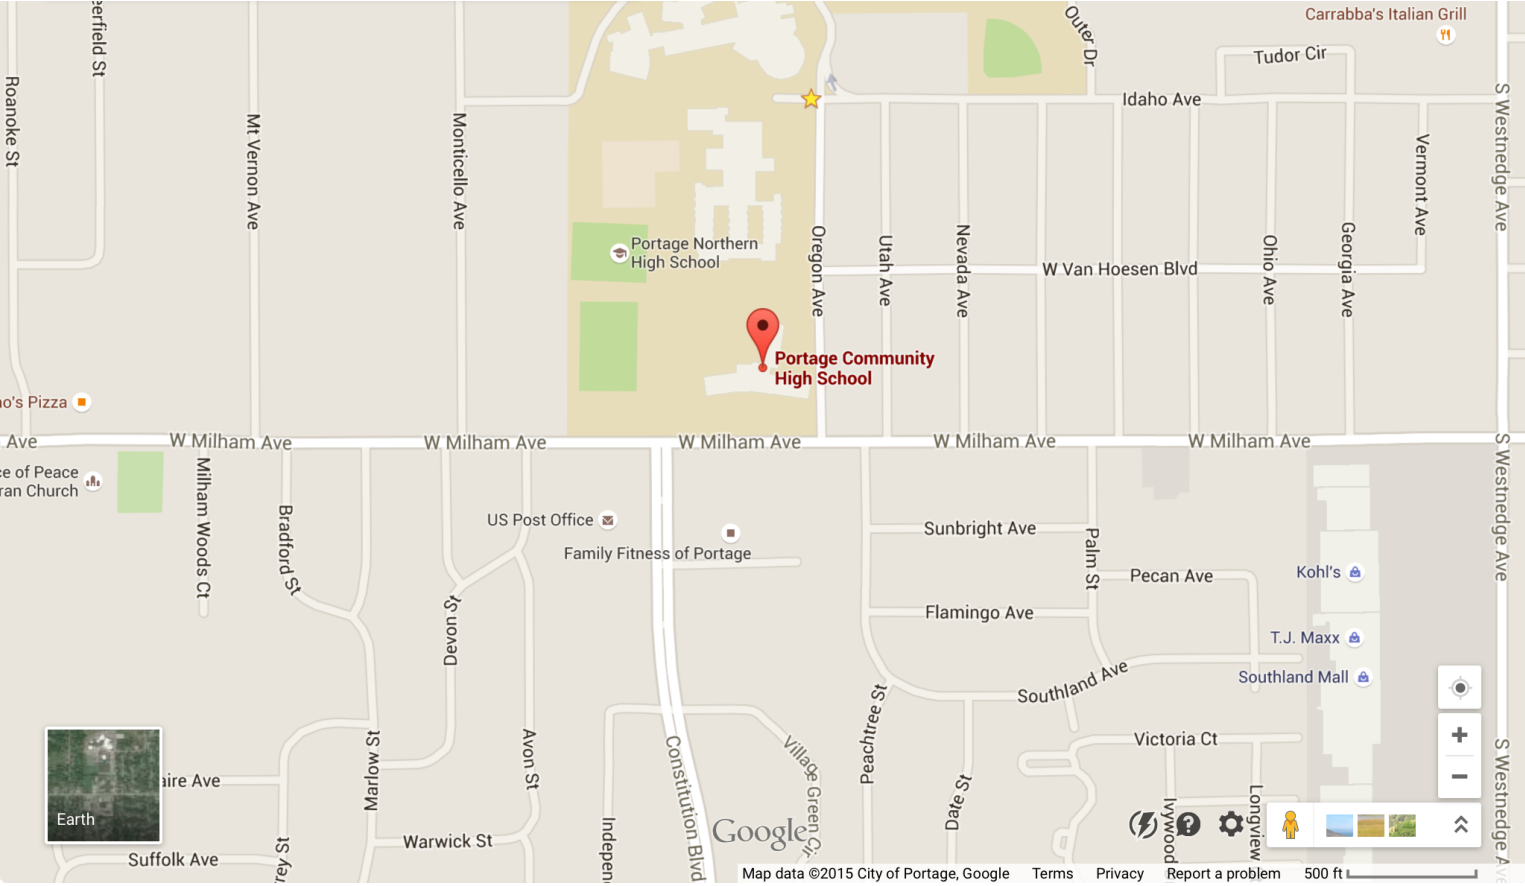 Carrabba's Italian Grill
Outer Dr
Tudor Cir
Idaho Ave
S Westnedge Ave
Roanoke St
Mt Vernon Ave
Monticello Ave
Vermont Ave
Portage Northern
High School
Oregon Ave
Utah Ave
Nevada Ave
W Van Hoesen Blvd
Ohio Ave
Georgia Ave
Portage Community
High School
Pizza
Ave
W Milham Ave
W Milham Ave
W Milham Ave
W Milham Ave
W Milham Ave
S Westnedge Ave
of Peace
Church
Milham Woods Ct
Bradford St
US Post Office
Family Fitness of Portage
Sunbright Ave
Palm St
Pecan Ave
Kohl's
Devon St
Flamingo Ave
T.J. Maxx
Southland Ave
Southland Mall
Peachtree St
Marlow St
Avon St
Constitution Blvd
Village Green Cir
Victoria Ct
S Westnedge Ave
Ave
Date St
Longview
Earth
Warwick St
Suffolk Ave
Google
Map data ©2015 City of Portage, Google
Terms
Privacy
Report a problem
500 ft